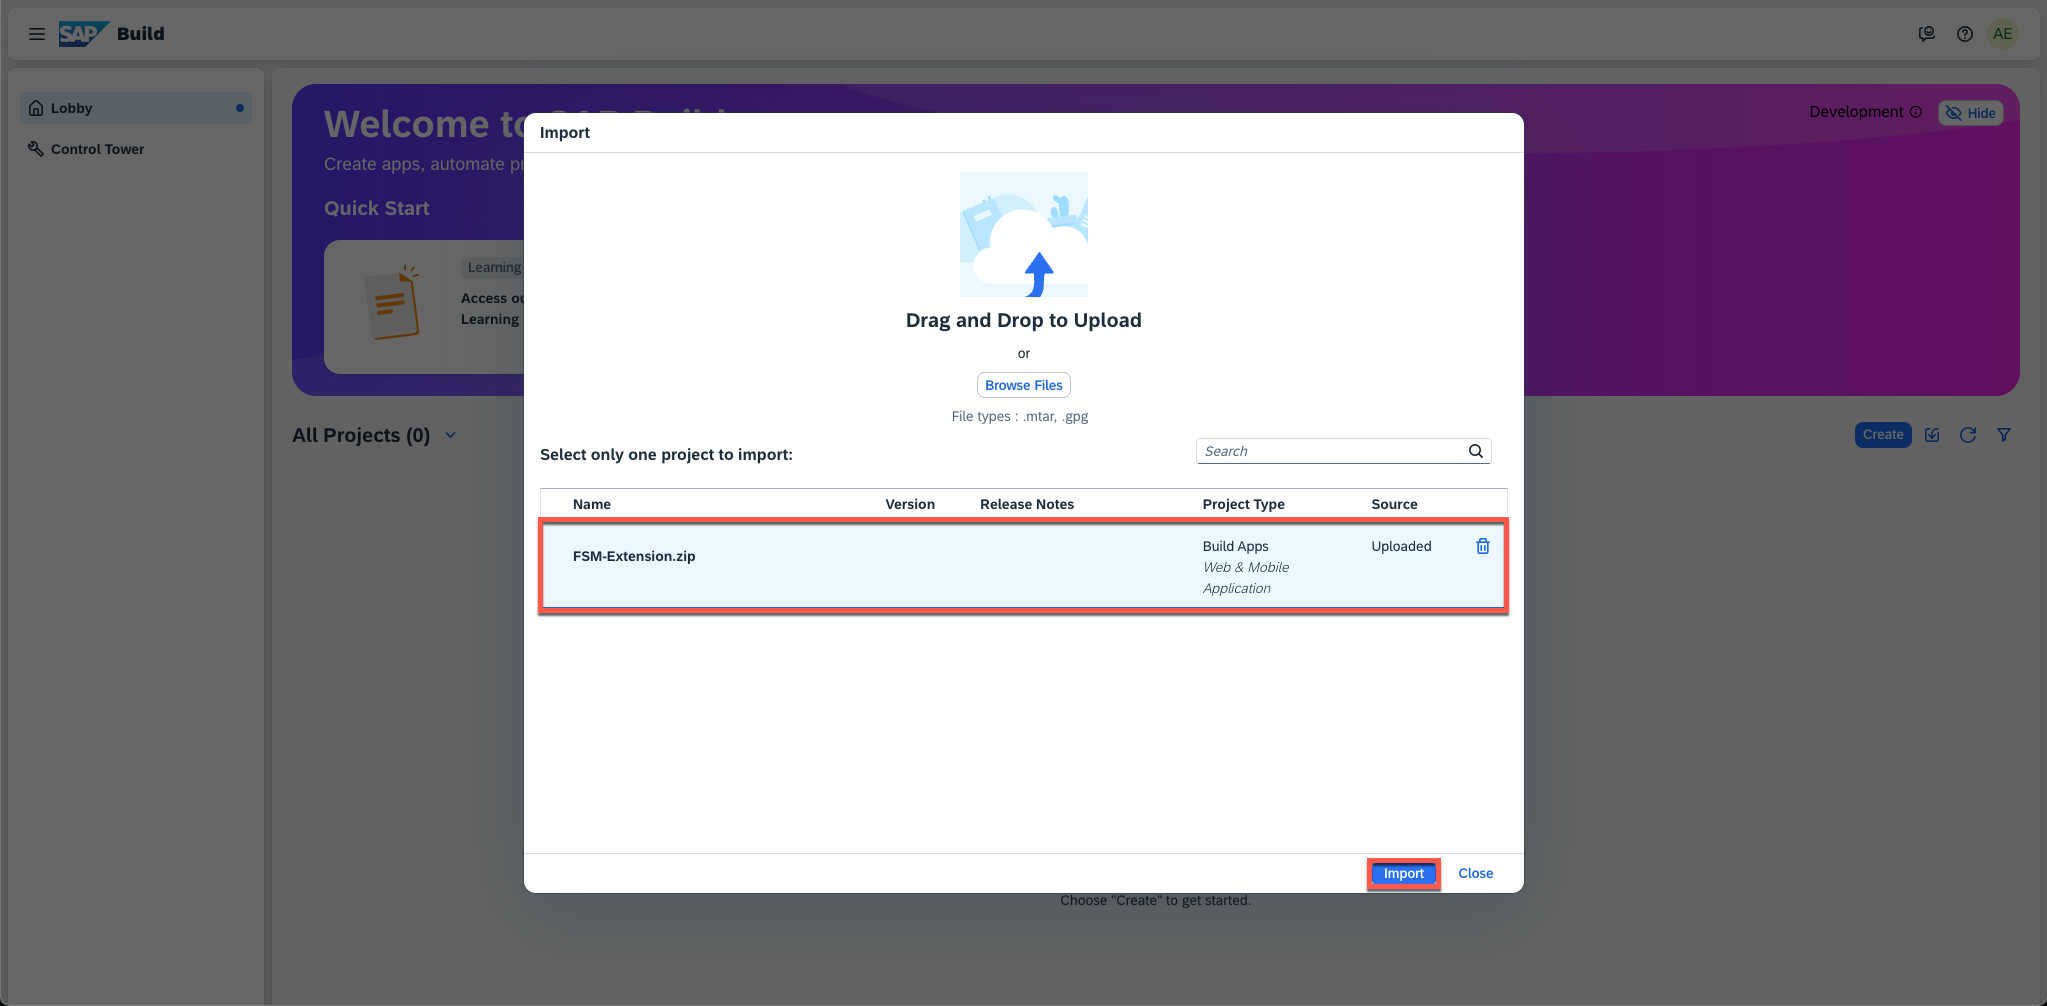 SAP Build
AE
Lobby
Control Tower
Welcome to SAP Build
Create apps, automate pr
Development
Hide
Quick Start
Learning
Access ou
Learning
Import
Drag and Drop to Upload
or
Browse Files
File types : .mtar, .gpg
Select only one project to import:
Search
Name Version Release Notes Project Type Source
FSM-Extension.zip
Build Apps
Web & Mobile
Application
Uploaded
Import
Close
All Projects (0)
Create
Choose "Create" to get started.